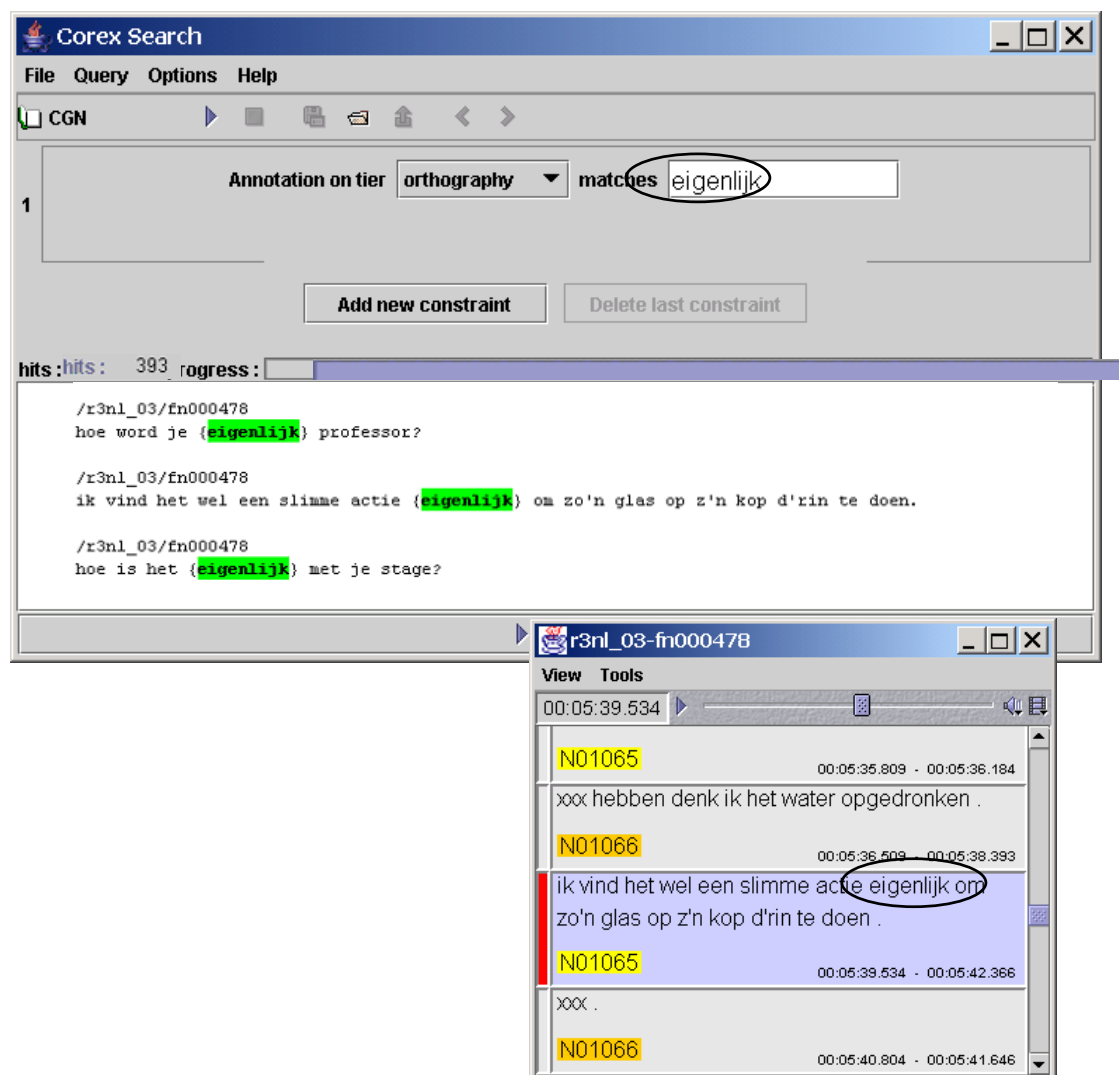 Corex Search
File Query Options Help
CGN
Annotation on tier orthography matches eigenlijk
1
Add new constraint Delete last constraint
hits : hits : 393 rogress :
/r3nl_03/fn000478
hoe word je {eigenlijk} professor?
/r3nl_03/fn000478
ik vind het wel een slimme actie {eigenlijk} om zo'n glas op z'n kop d'rin te doen.
/r3nl_03/fn000478
hoe is het {eigenlijk} met je stage?
r3nl_03-fn000478
View Tools
00:05:39.534
N01065 00:05:35.809 - 00:05:36.184
xxx hebben denk ik het water opgedronken .
N01066 00:05:36.509 - 00:05:38.393
ik vind het wel een slimme actie eigenlijk om
zo'n glas op z'n kop d'rin te doen .
N01065 00:05:39.534 - 00:05:42.366
xxx .
N01066 00:05:40.804 - 00:05:41.646